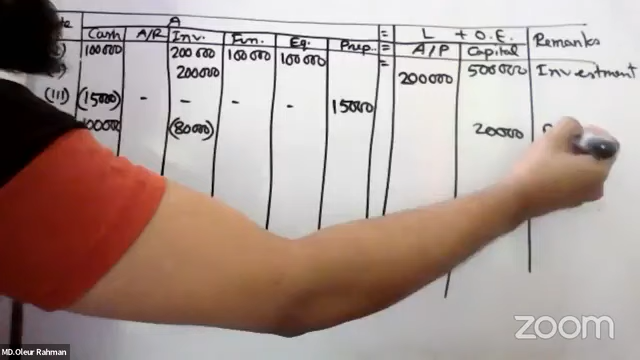 A = L + O.E. Remarks
Cash A/R Inv. Fun. Eq. Prep. = A/P Capital
100000 200000 100000 100000 = 500000 Investment
200000 200000
(III) (15000) - - - - 15000
100000 (80000) 20000
MD.Oleur Rahman
zoom